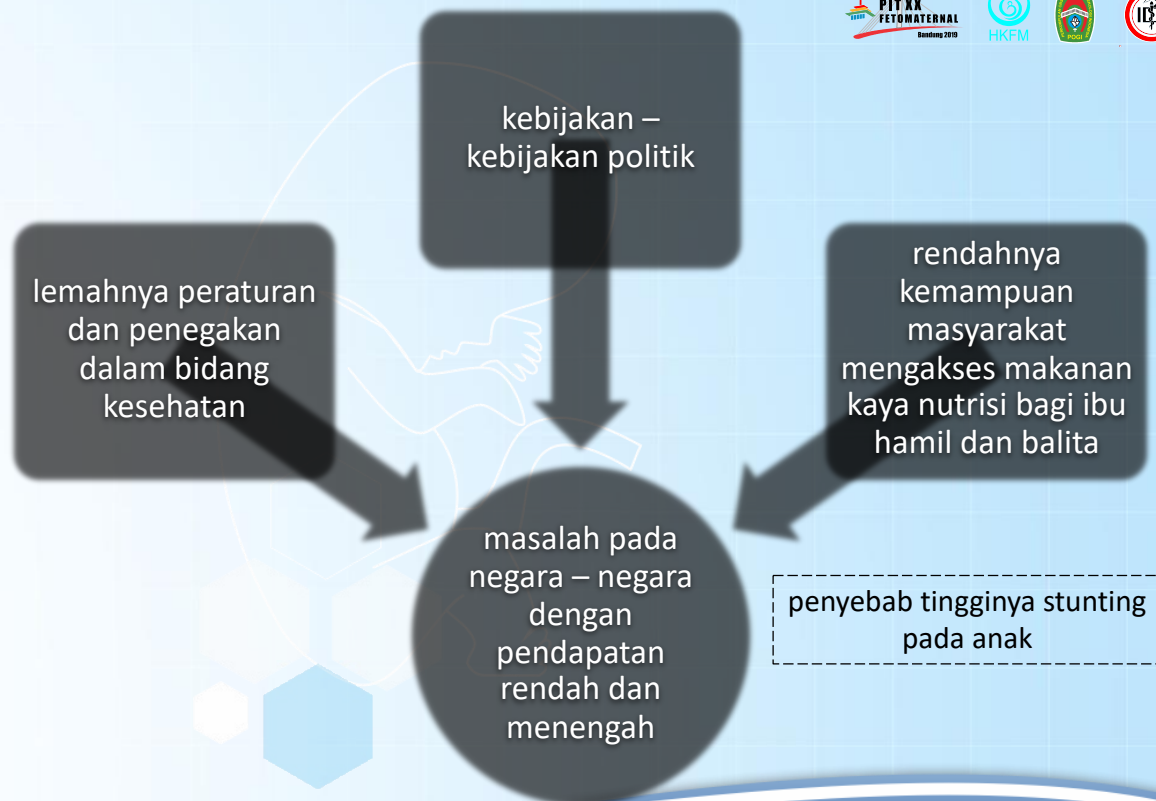 PIT XX
FETOMATERNAL
Bandung 2019
HKFM
POGI
kebijakan –
kebijakan politik
lemahnya peraturan
dan penegakan
dalam bidang
kesehatan
rendahnya
kemampuan
masyarakat
mengakses makanan
kaya nutrisi bagi ibu
hamil dan balita
masalah pada
negara – negara
dengan
pendapatan
rendah dan
menengah
penyebab tingginya stunting
pada anak